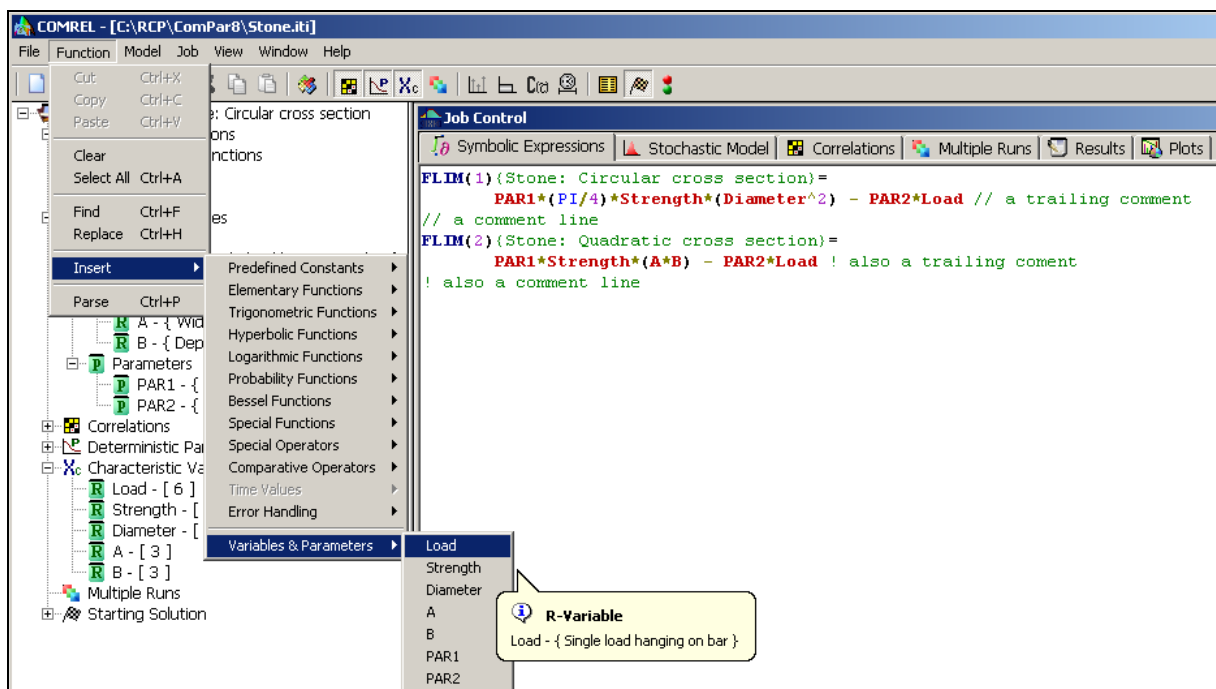 COMREL - [C:\RCP\ComPar8\Stone.iti]
File Function Model Job View Window Help
Cut Ctrl+X
Copy Ctrl+C
Paste Ctrl+V
Clear
Select All Ctrl+A
Find Ctrl+F
Replace Ctrl+H
Insert
Parse Ctrl+P
: Circular cross section
ons
nctions
es
R A - { Wid
R B - { Dep
P Parameters
P PAR1 - {
P PAR2 - {
Correlations
Deterministic Par
Xc Characteristic Va
R Load - [ 6 ]
R Strength - [
R Diameter - [
R A - [ 3 ]
R B - [ 3 ]
Multiple Runs
Starting Solution
Predefined Constants
Elementary Functions
Trigonometric Functions
Hyperbolic Functions
Logarithmic Functions
Probability Functions
Bessel Functions
Special Functions
Special Operators
Comparative Operators
Time Values
Error Handling
Variables & Parameters
Load
Strength
Diameter
A
B
PAR1
PAR2
R-Variable
Load - { Single load hanging on bar }
Job Control
Symbolic Expressions Stochastic Model Correlations Multiple Runs Results Plots
FLIM(1){Stone: Circular cross section}=
PAR1*(PI/4)*Strength*(Diameter^2) - PAR2*Load // a trailing comment
// a comment line
FLIM(2){Stone: Quadratic cross section}=
PAR1*Strength*(A*B) - PAR2*Load ! also a trailing coment
! also a comment line